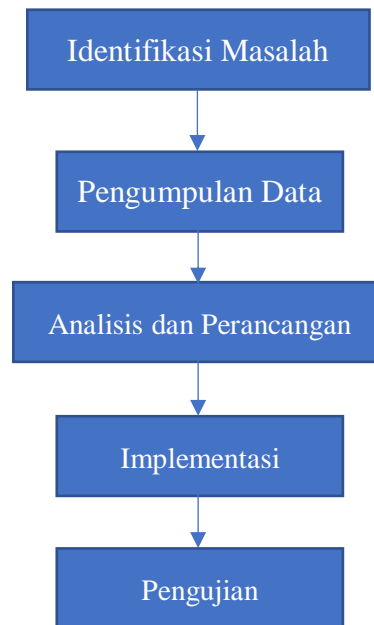 Identifikasi Masalah
Pengumpulan Data
Analisis dan Perancangan
Implementasi
Pengujian